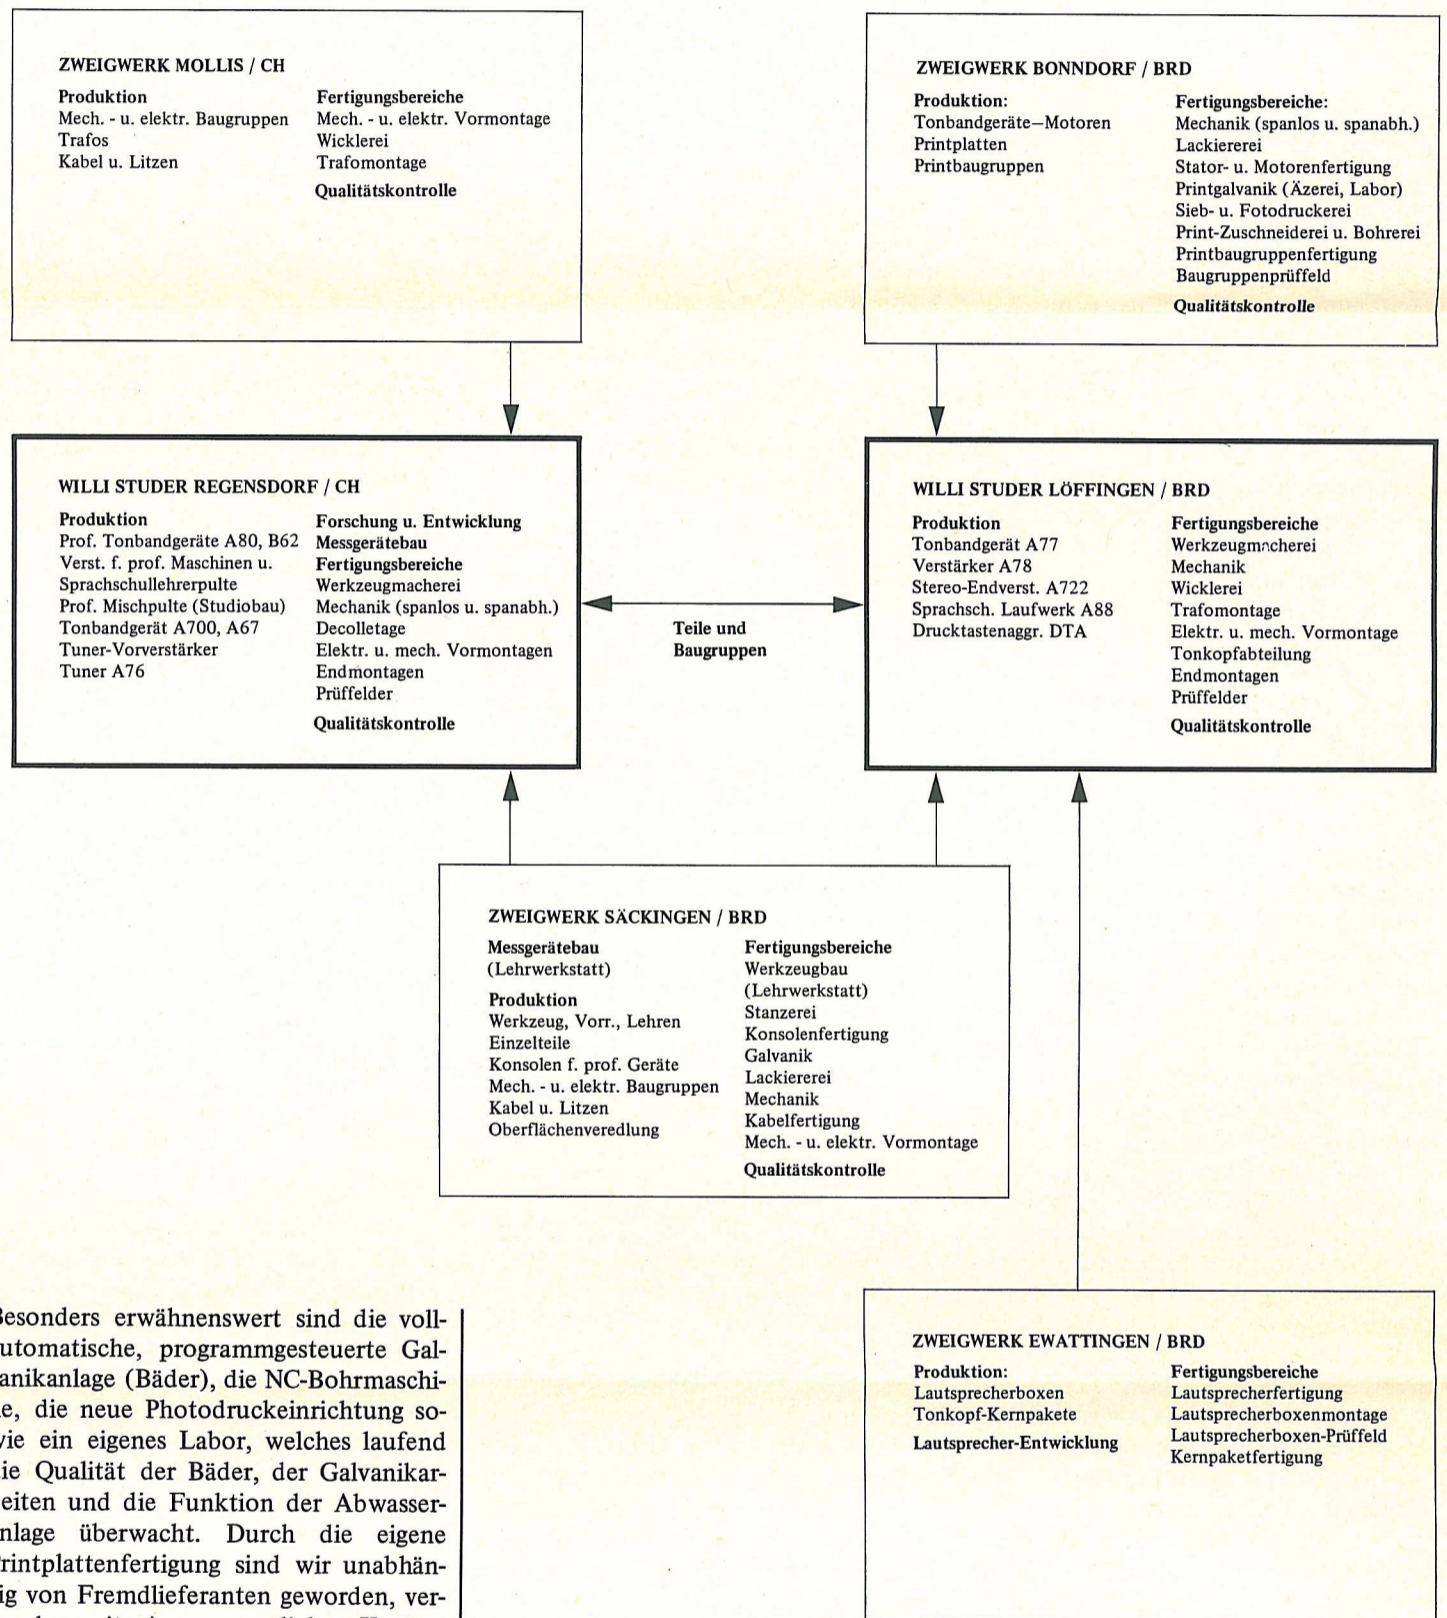 ZWEIGWERK MOLLIS / CH
Produktion
Mech. - u. elektr. Baugruppen
Trafos
Kabel u. Litzen
Fertigungsbereiche
Mech. - u. elektr. Vormontage
Wicklerei
Trafomontage
Qualitätskontrolle
ZWEIGWERK BONNDORF / BRD
Produktion:
Tonbandgeräte—Motoren
Printplatten
Printbaugruppen
Fertigungsbereiche:
Mechanik (spanlos u. spanabh.)
Lackiererei
Stator- u. Motorenfertigung
Printgalvanik (Äzerei, Labor)
Sieb- u. Fotodruckerei
Print-Zuschneiderei u. Bohrerei
Printbaugruppenfertigung
Baugruppenprüffeld
Qualitätskontrolle
WILLI STUDER REGENSDORF / CH
Produktion
Prof. Tonbandgeräte A80, B62
Verst. f. prof. Maschinen u.
Sprachschullehrerpulte
Prof. Mischpulte (Studiobau)
Tonbandgerät A700, A67
Tuner-Vorverstärker
Tuner A76
Forschung u. Entwicklung
Messgerätebau
Fertigungsbereiche
Werkzeugmacherei
Mechanik (spanlos u. spanabh.)
Decolletage
Elektr. u. mech. Vormontagen
Endmontagen
Prüffelder
Qualitätskontrolle
Teile und
Baugruppen
WILLI STUDER LÖFFINGEN / BRD
Produktion
Tonbandgerät A77
Verstärker A78
Stereo-Endverst. A722
Sprachsch. Laufwerk A88
Drucktastenaggr. DTA
Fertigungsbereiche
Werkzeugmacherei
Mechanik
Wicklerei
Trafomontage
Elektr. u. mech. Vormontage
Tonkopfabteilung
Endmontagen
Prüffelder
Qualitätskontrolle
ZWEIGWERK SÄCKINGEN / BRD
Messgerätebau
(Lehrwerkstatt)
Produktion
Werkzeug, Vorr., Lehren
Einzelteile
Konsolen f. prof. Geräte
Mech. - u. elektr. Baugruppen
Kabel u. Litzen
Oberflächenveredlung
Fertigungsbereiche
Werkzeugbau
(Lehrwerkstatt)
Stanzerei
Konsolenfertigung
Galvanik
Lackiererei
Mechanik
Kabelfertigung
Mech. - u. elektr. Vormontage
Qualitätskontrolle
Besonders erwähnenswert sind die voll-
utomatische, programmgesteuerte Gal-
anikanlage (Bäder), die NC-Bohrmaschi-
e, die neue Photodruckeinrichtung so-
vie ein eigenes Labor, welches laufend
ie Qualität der Bäder, der Galvanikar-
eiten und die Funktion der Abwasser-
nlage überwacht. Durch die eigene
rintplattenfertigung sind wir unabhän-
ig von Fremdlieferanten geworden, ver-
ZWEIGWERK EWATTINGEN / BRD
Produktion:
Lautsprecherboxen
Tonkopf-Kernpakete
Lautsprecher-Entwicklung
Fertigungsbereiche
Lautsprecherfertigung
Lautsprecherboxenmontage
Lautsprecherboxen-Prüffeld
Kernpaketfertigung